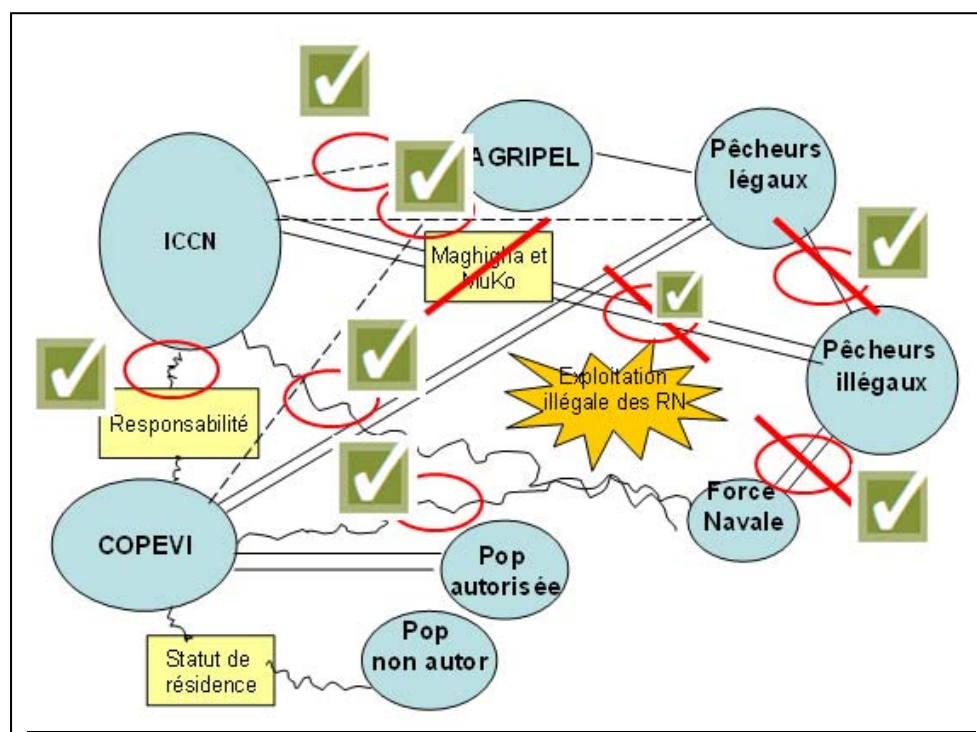 AGRIPEL
Pêcheurs
légaux
ICCN
Maghigha et
MuKo
Pêcheurs
illégaux
Exploitation
illégale des RN
Responsabilité
Force
Navale
COPEVI
Pop
autorisée
Pop
non autor
Statut de
résidence